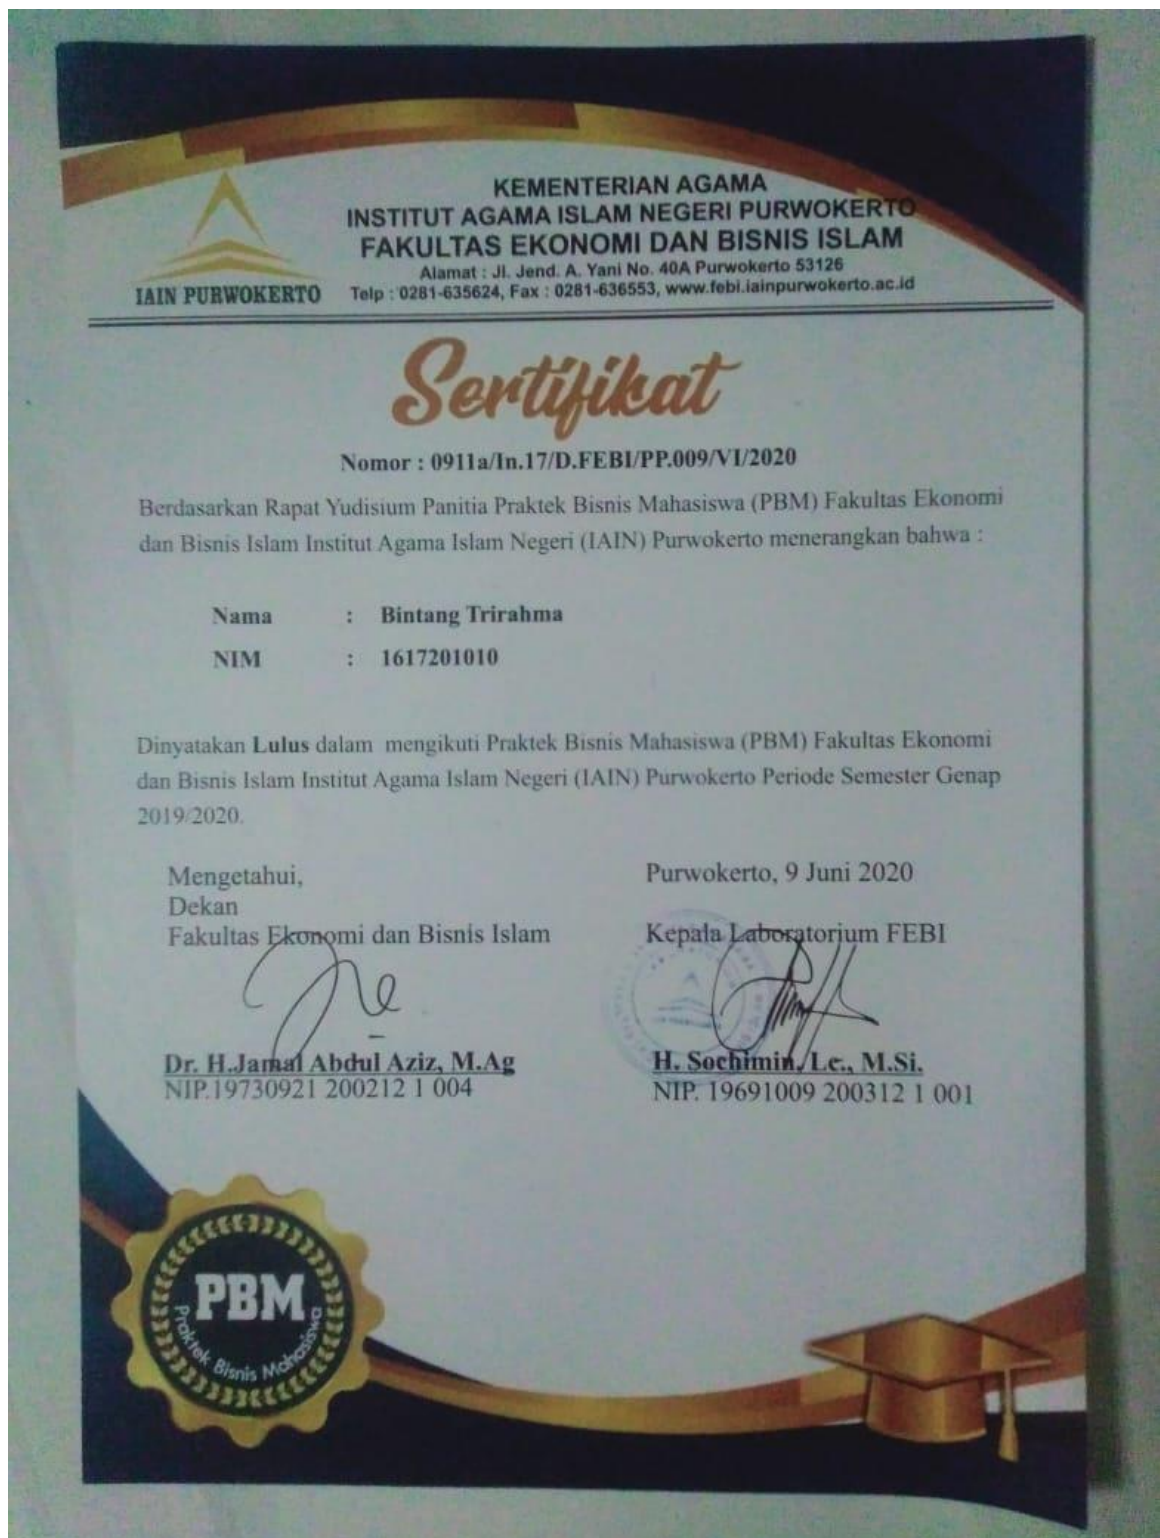 KEMENTERIAN AGAMA
INSTITUT AGAMA ISLAM NEGERI PURWOKERTO
FAKULTAS EKONOMI DAN BISNIS ISLAM
Alamat : Jl. Jend. A. Yani No. 40A Purwokerto 53126
Telp : 0281-635624, Fax : 0281-636553, www.febi.iainpurwokerto.ac.id
IAIN PURWOKERTO
Sertifikat
Nomor : 0911a/In.17/D.FEBI/PP.009/VI/2020
Berdasarkan Rapat Yudisium Panitia Praktek Bisnis Mahasiswa (PBM) Fakultas Ekonomi
dan Bisnis Islam Institut Agama Islam Negeri (IAIN) Purwokerto menerangkan bahwa :
Nama : Bintang Trirahma
NIM : 1617201010
Dinyatakan Lulus dalam mengikuti Praktek Bisnis Mahasiswa (PBM) Fakultas Ekonomi
dan Bisnis Islam Institut Agama Islam Negeri (IAIN) Purwokerto Periode Semester Genap
2019/2020.
Mengetahui,
Dekan
Fakultas Ekonomi dan Bisnis Islam
Dr. H.Jamal Abdul Aziz, M.Ag
NIP.19730921 200212 1 004
Purwokerto, 9 Juni 2020
Kepala Laboratorium FEBI
H. Sochimin, Lc., M.Si.
NIP. 19691009 200312 1 001
PBM
Praktek Bisnis Mahasiswa